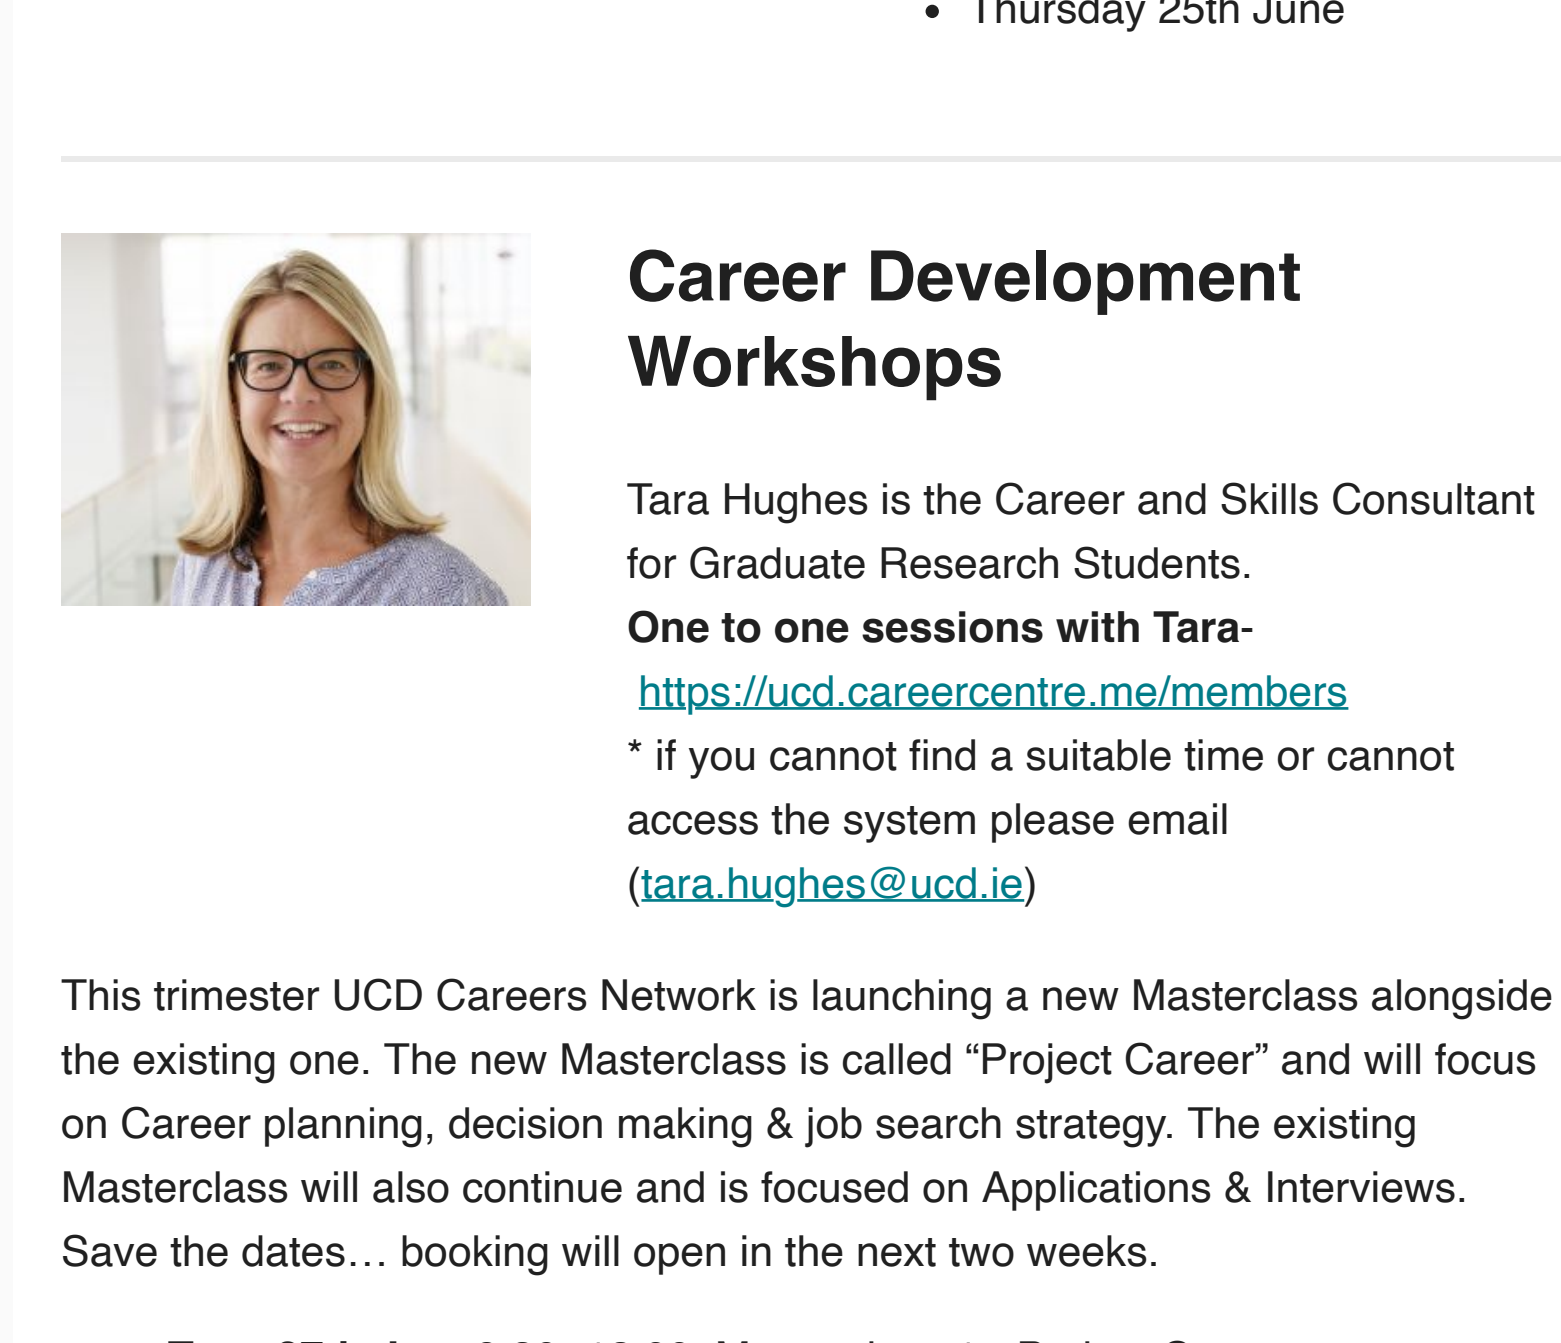 Thursday 25th June
Career Development
Workshops
Tara Hughes is the Career and Skills Consultant
for Graduate Research Students.
One to one sessions with Tara-
https://ucd.careercentre.me/members
* if you cannot find a suitable time or cannot
access the system please email
(tara.hughes@ucd.ie)
This trimester UCD Careers Network is launching a new Masterclass alongside
the existing one. The new Masterclass is called “Project Career” and will focus
on Career planning, decision making & job search strategy. The existing
Masterclass will also continue and is focused on Applications & Interviews.
Save the dates… booking will open in the next two weeks.